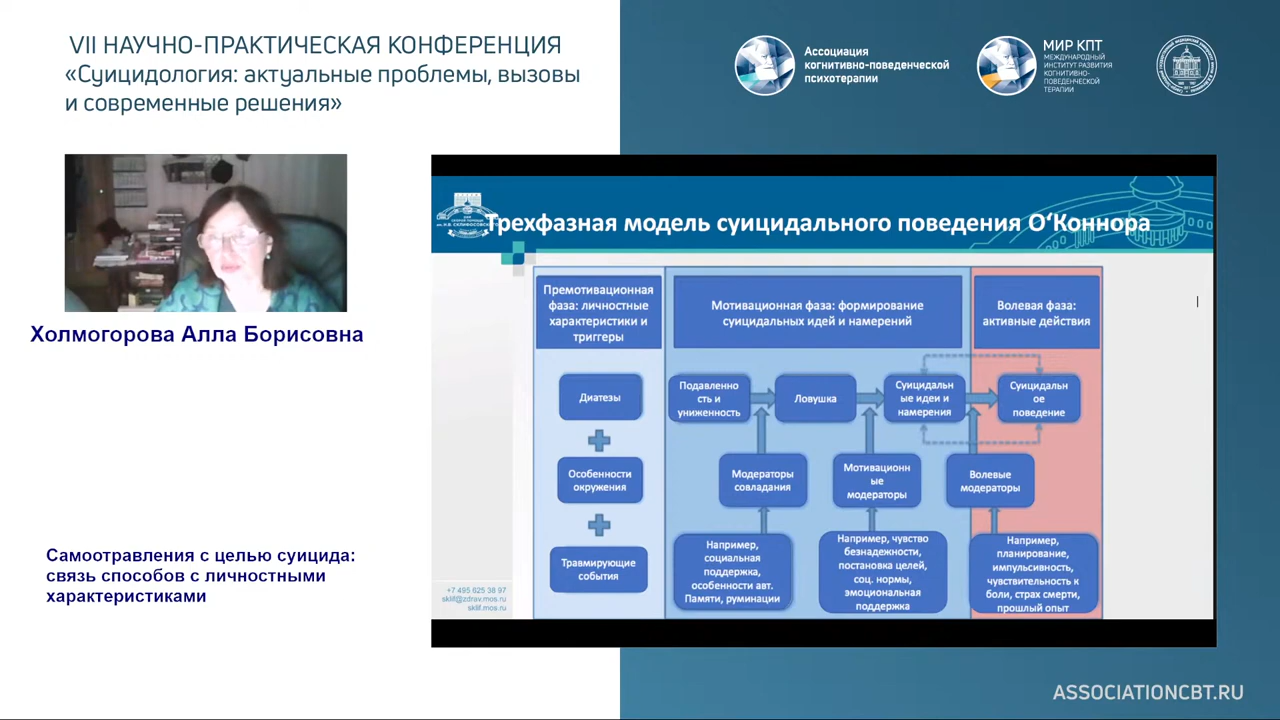 VII НАУЧНО-ПРАКТИЧЕСКАЯ КОНФЕРЕНЦИЯ
«Суицидология: актуальные проблемы, вызовы
и современные решения»
Ассоциация
когнитивно-поведенческой
психотерапии
МИР КПТ
МЕЖДУНАРОДНЫЙ
ИНСТИТУТ РАЗВИТИЯ
КОГНИТИВНО-
ПОВЕДЕНЧЕСКОЙ
ТЕРАПИИ
Холмогорова Алла Борисовна
Самоотравления с целью суицида:
связь способов с личностными
характеристиками
Трехфазная модель суицидального поведения О‘Коннора
Премотивационная
фаза: личностные
характеристики и
триггеры
Мотивационная фаза: формирование
суицидальных идей и намерений
Волевая фаза:
активные действия
Диатезы
Подавленно
сть и
униженность
Ловушка
Суицидальн
ые идеи и
намерения
Суицидальн
ое
поведение
Особенности
окружения
Модераторы
совладания
Мотивационн
ые
модераторы
Волевые
модераторы
Травмирующие
события
Например,
социальная
поддержка,
особенности авт.
Памяти, руминации
Например, чувство
безнадежности,
постановка целей,
соц. нормы,
эмоциональная
поддержка
Например,
планирование,
импульсивность,
чувствительность к
боли, страх смерти,
прошлый опыт
+7 495 625 38 97
sklif@zdrav.mos.ru
sklif.mos.ru
ASSOCIATIONCBT.RU